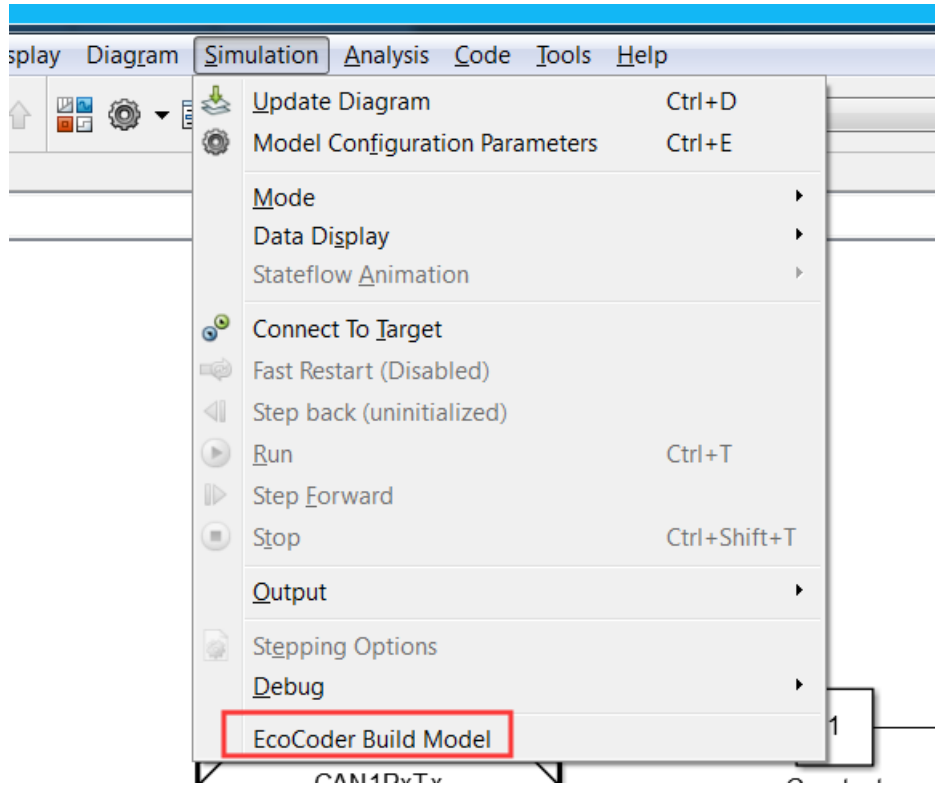 splay Diagram Simulation Analysis Code Tools Help
Update Diagram Ctrl+D
Model Configuration Parameters Ctrl+E
Mode
Data Display
Stateflow Animation
Connect To Target
Fast Restart (Disabled)
Step back (uninitialized)
Run Ctrl+T
Step Forward
Stop Ctrl+Shift+T
Output
Stepping Options
Debug
1
EcoCoder Build Model
CAN1RxTx